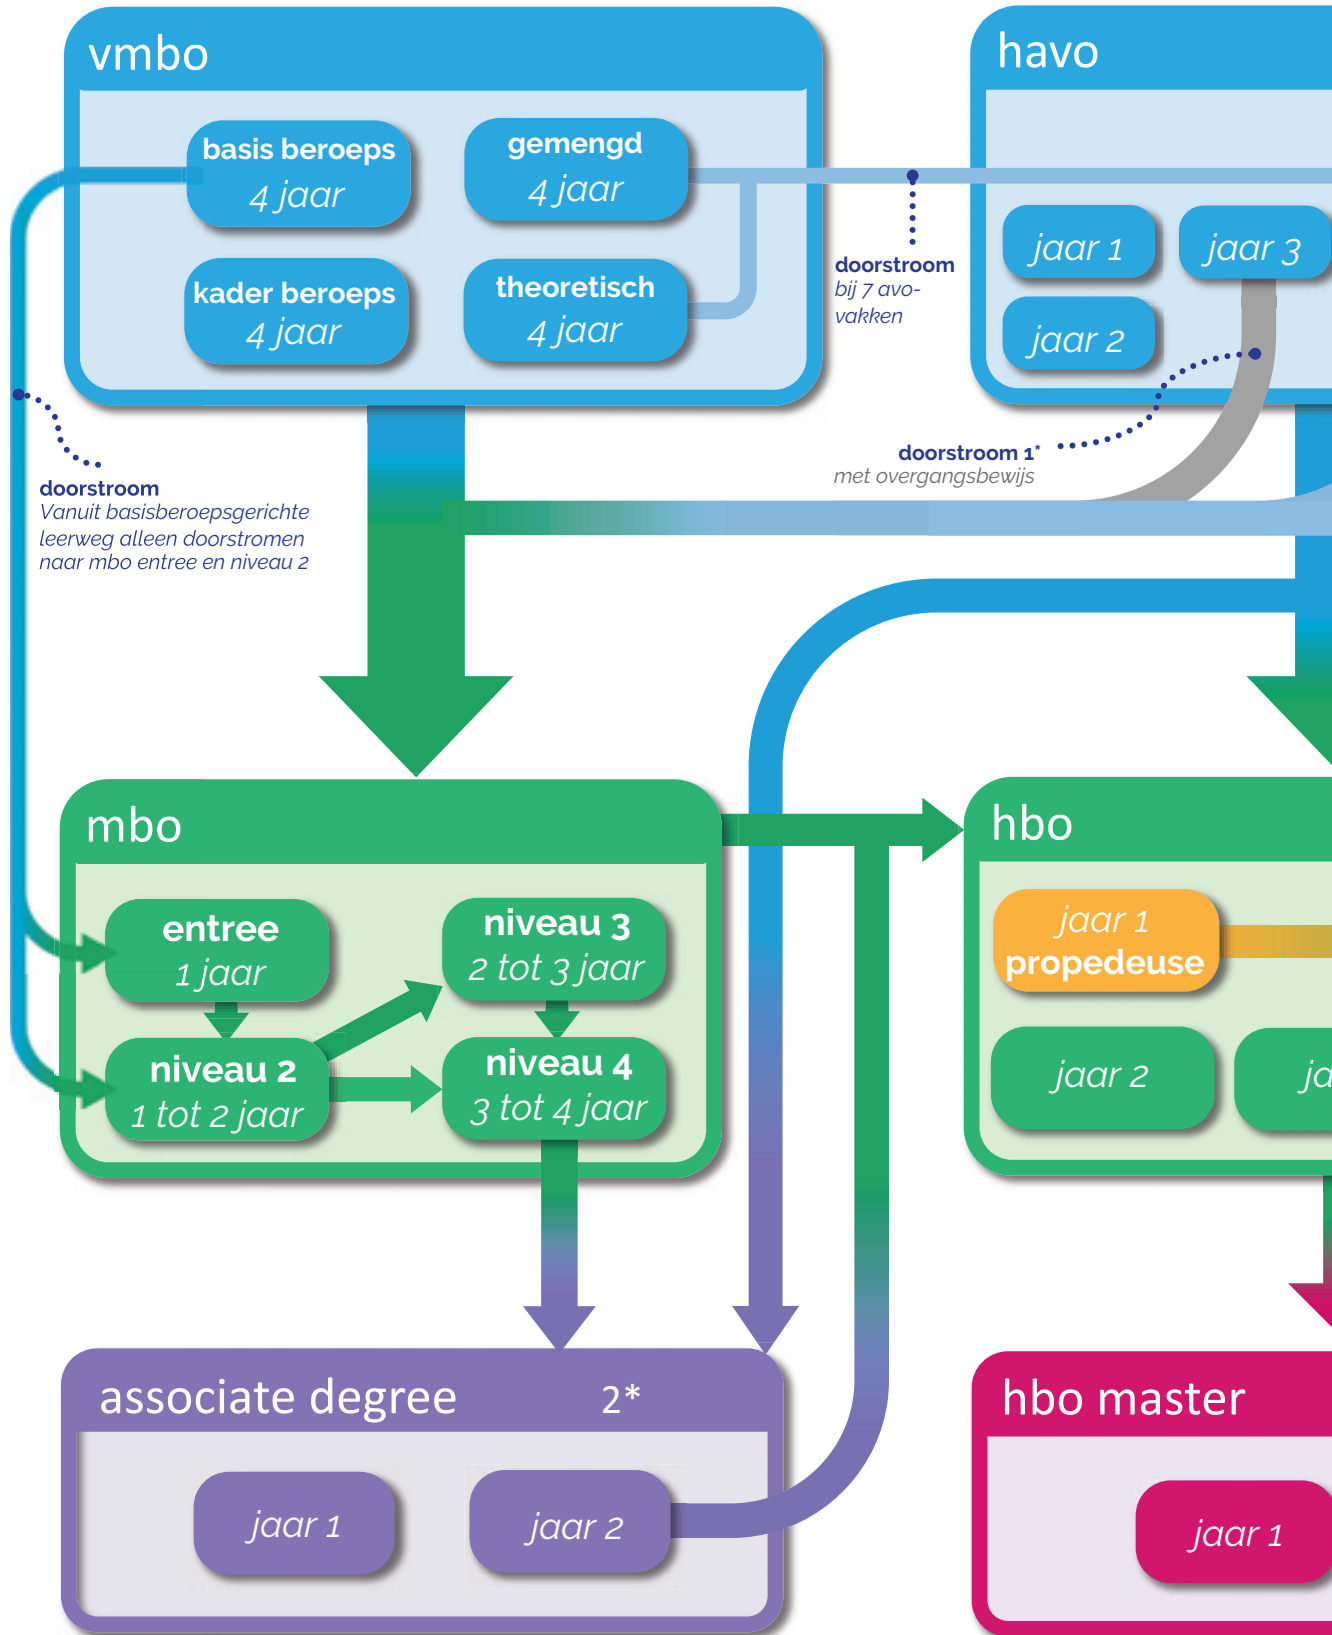 vmbo
basis beroeps
4 jaar
gemengd
4 jaar
kader beroeps
4 jaar
theoretisch
4 jaar
doorstroom
bij 7 avo-
vakken
havo
jaar 1
jaar 3
jaar 2
doorstroom 1*
met overgangsbewijs
doorstroom
Vanuit basisberoepsgerichte
leerweg alleen doorstromen
naar mbo entree en niveau 2
mbo
entree
1 jaar
niveau 3
2 tot 3 jaar
niveau 2
1 tot 2 jaar
niveau 4
3 tot 4 jaar
hbo
jaar 1
propedeuse
jaar 2
ja
associate degree 2*
jaar 1
jaar 2
hbo master
jaar 1